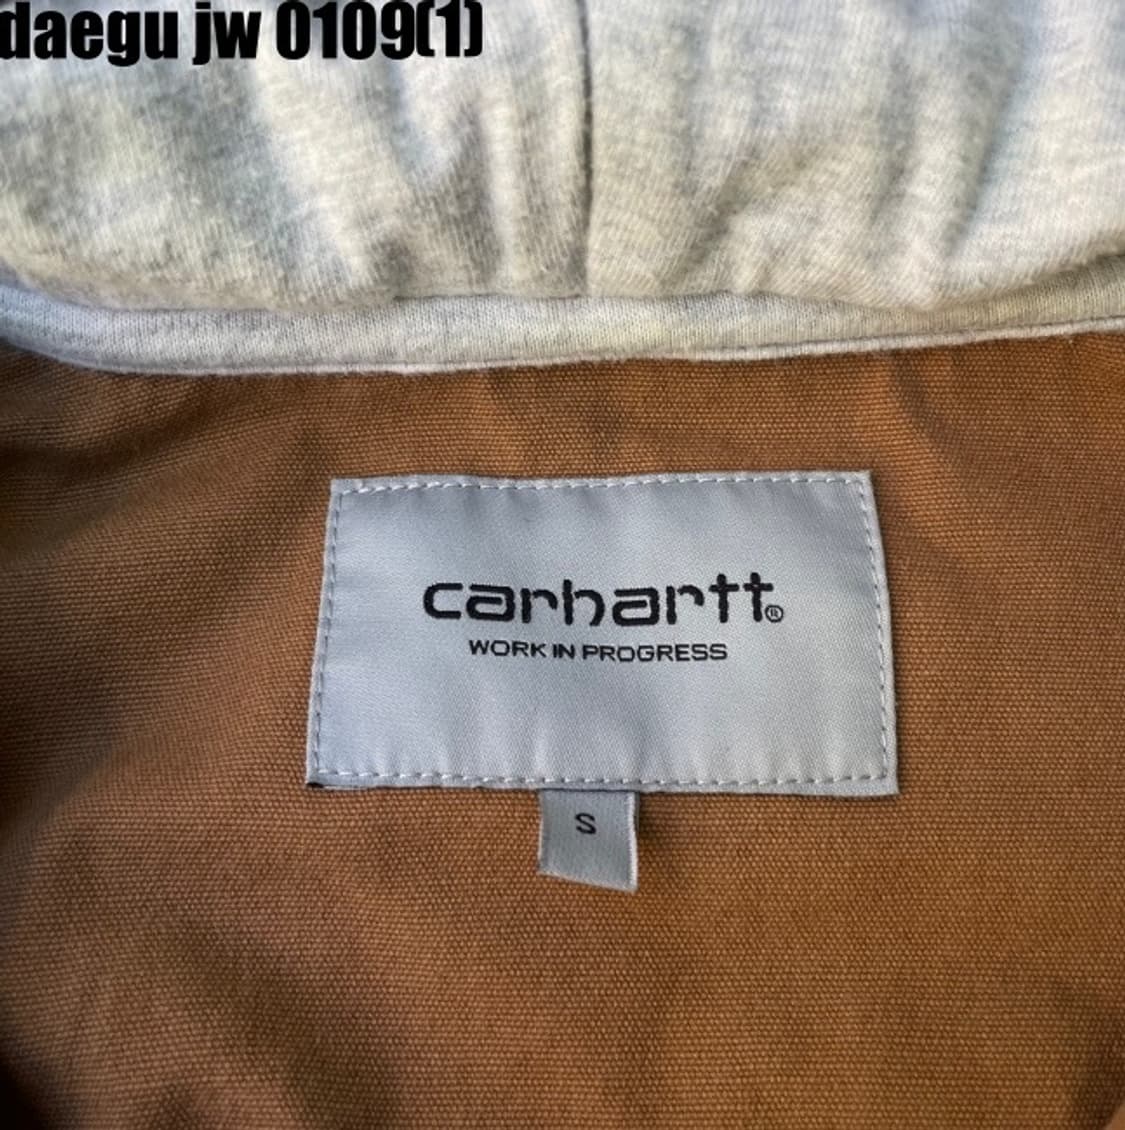 daegu jw 0109(1)
carhartt®
WORK IN PROGRESS
S